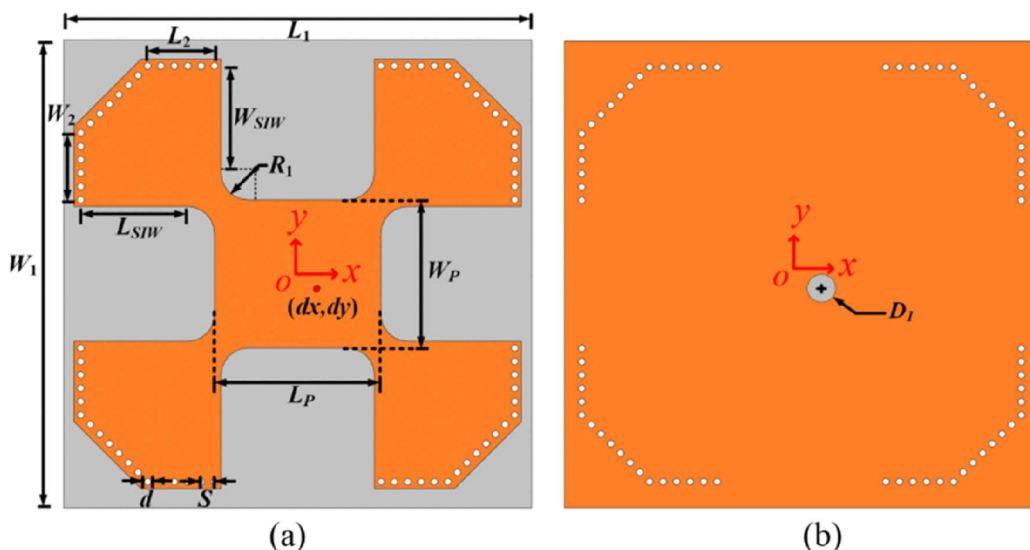 L1
L2
W2
WSIW
R1
LSIW
y
x
o
W1
WP
(dx,dy)
LP
d
S
(a)
y
x
o
D1
(b)